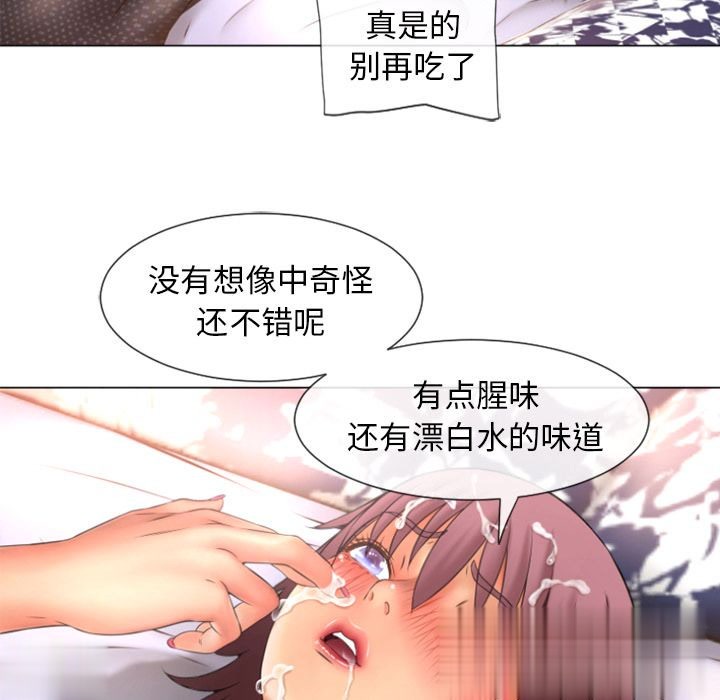 真是的
别再吃了
没有想像中奇怪
还不错呢
有点腥味
还有漂白水的味道